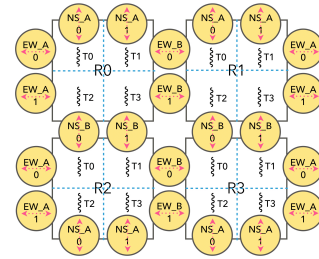 NS_A NS_A NS_A NS_A
0 1 0 1
EW_A T0 T1 EW_B T0 T1 EW_A
0 0 0
R0 R1
EW_A T2 T3 EW_B T2 T3 EW_A
1 1 1
NS_B NS_B NS_B NS_B
0 1 0 1
EW_A T0 T1 EW_B T0 T1 EW_A
0 0 0
R2 R3
EW_A T2 T3 EW_B T2 T3 EW_A
1 1 1
NS_A NS_A NS_A NS_A
0 1 0 1